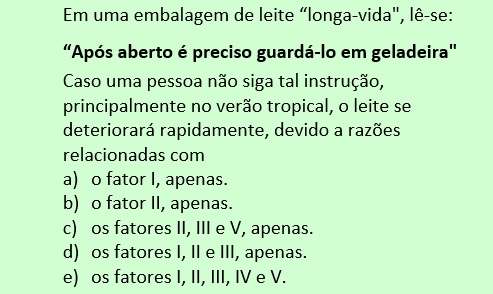 Em uma embalagem de leite “longa-vida", lê-se:
“Após aberto é preciso guardá-lo em geladeira"
Caso uma pessoa não siga tal instrução,
principalmente no verão tropical, o leite se
deteriorará rapidamente, devido a razões
relacionadas com
a) o fator I, apenas.
b) o fator II, apenas.
c) os fatores II, III e V, apenas.
d) os fatores I, II e III, apenas.
e) os fatores I, II, III, IV e V.